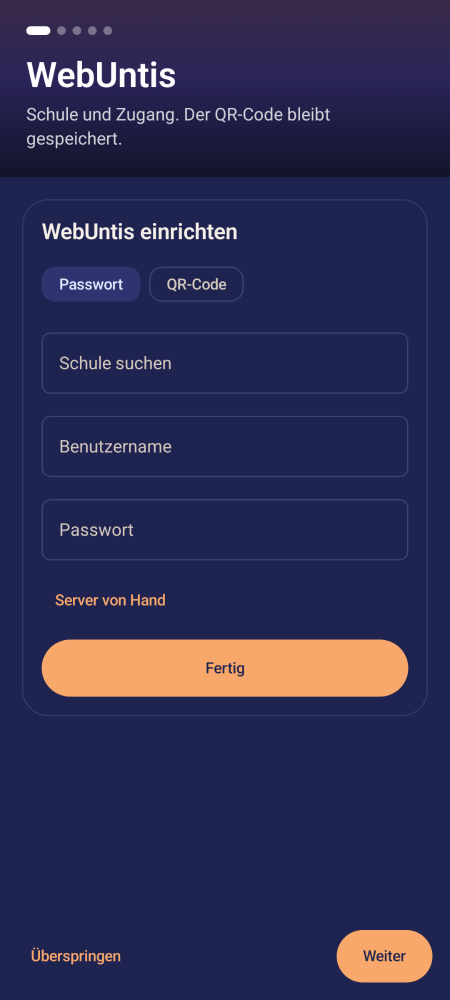 WebUntis
Schule und Zugang. Der QR-Code bleibt
gespeichert.
WebUntis einrichten
Passwort
QR-Code
Schule suchen
Benutzername
Passwort
Server von Hand
Fertig
Überspringen
Weiter